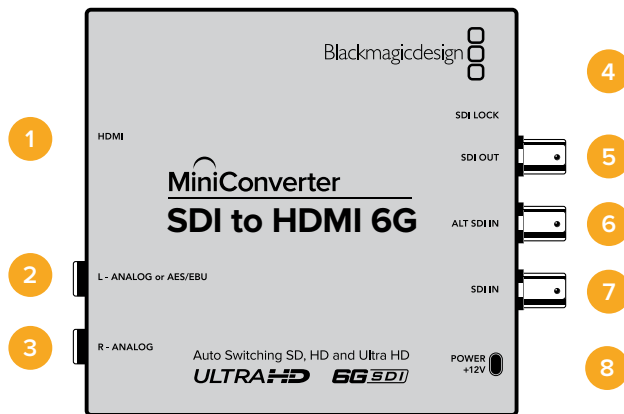 Blackmagicdesign
4
SDI LOCK
1
HDMI
SDI OUT
5
MiniConverter
SDI to HDMI 6G
ALT SDI IN
6
2
L - ANALOG or AES/EBU
SDI IN
7
3
R - ANALOG
Auto Switching SD, HD and Ultra HD
POWER
+12V
8
ULTRA HD 6G SDI